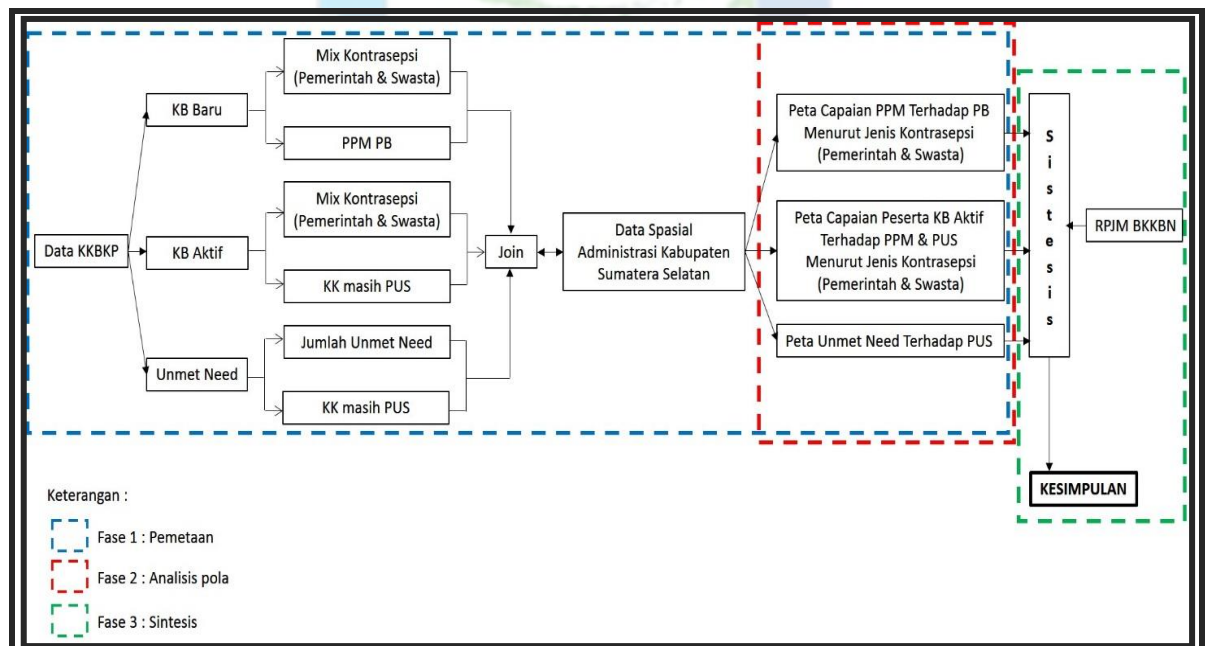 Mix Kontrasepsi
(Pemerintah & Swasta)
KB Baru
PPM PB
Mix Kontrasepsi
(Pemerintah & Swasta)
Data KKBKP
KB Aktif
KK masih PUS
Jumlah Unmet Need
Unmet Need
KK masih PUS
Join
Data Spasial
Administrasi Kabupaten
Sumatera Selatan
Peta Capaian PPM Terhadap PB
Menurut Jenis Kontrasepsi
(Pemerintah & Swasta)
Peta Capaian Peserta KB Aktif
Terhadap PPM & PUS
Menurut Jenis Kontrasepsi
(Pemerintah & Swasta)
Peta Unmet Need Terhadap PUS
S
i
s
t
e
s
i
s
RPJM BKKBN
KESIMPULAN
Keterangan :
Fase 1 : Pemetaan
Fase 2 : Analisis pola
Fase 3 : Sintesis